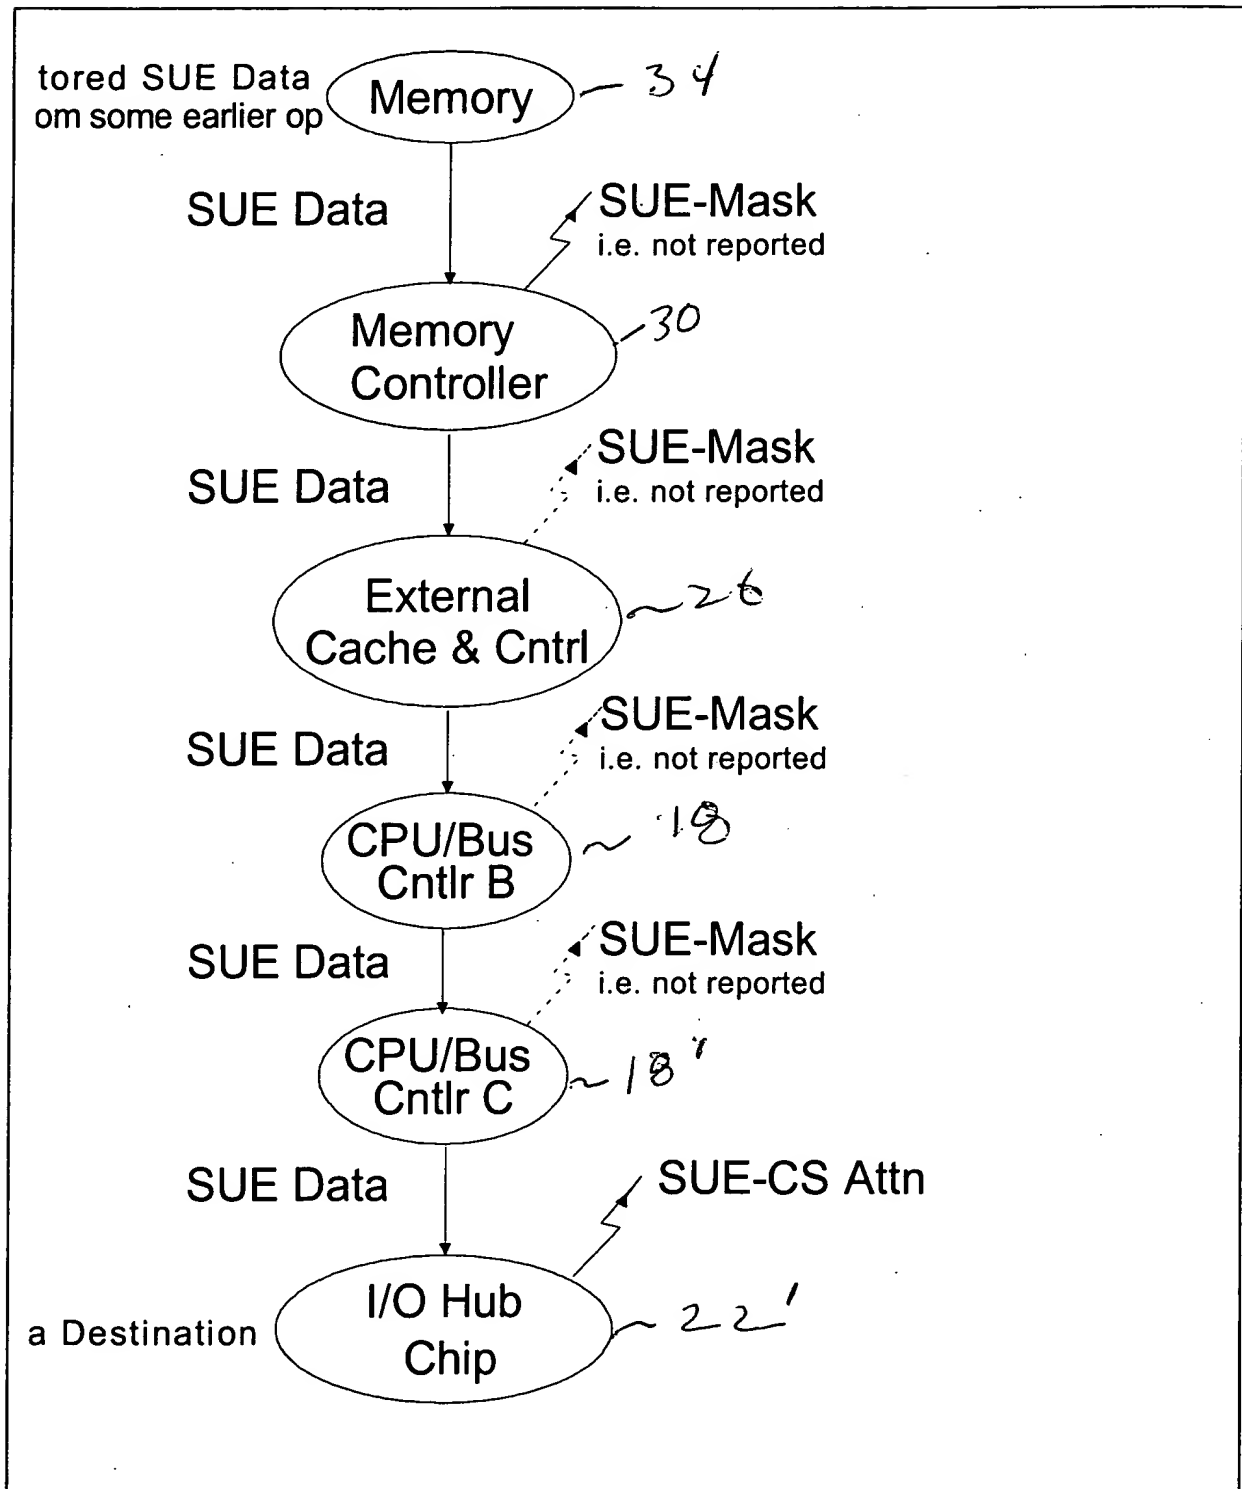 tored SUE Data
om some earlier op
Memory
34
SUE Data
SUE-Mask
i.e. not reported
Memory
Controller
30
SUE Data
SUE-Mask
i.e. not reported
External
Cache & Cntrl
26
SUE Data
SUE-Mask
i.e. not reported
CPU/Bus
Cntlr B
18
SUE Data
SUE-Mask
i.e. not reported
CPU/Bus
Cntlr C
18'
SUE Data
SUE-CS Attn
a Destination
I/O Hub
Chip
22'